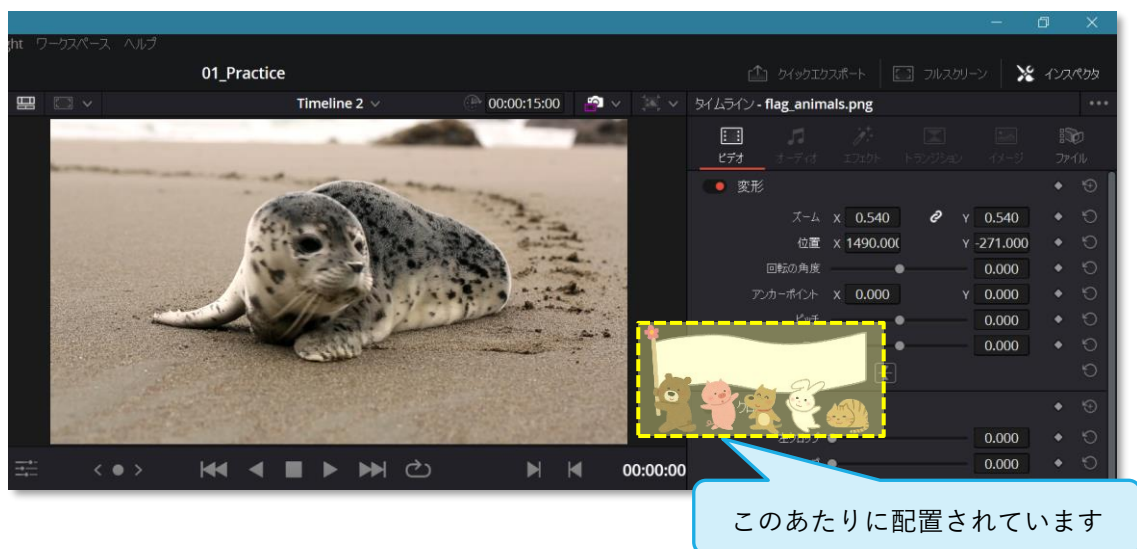 ght ワークスペース ヘルプ
01_Practice
クイックエクスポート フルスクリーン インスペクタ
Timeline 2 00:00:15:00
タイムライン - flag_animals.png
ビデオ オーディオ エフェクト トランジション イメージ ファイル
変形
ズーム X 0.540 Y 0.540
位置 X 1490.000 Y -271.000
回転の角度 0.000
アンカーポイント X 0.000 Y 0.000
ピッチ 0.000
0.000
0.000
0.000
00:00:00
このあたりに配置されています